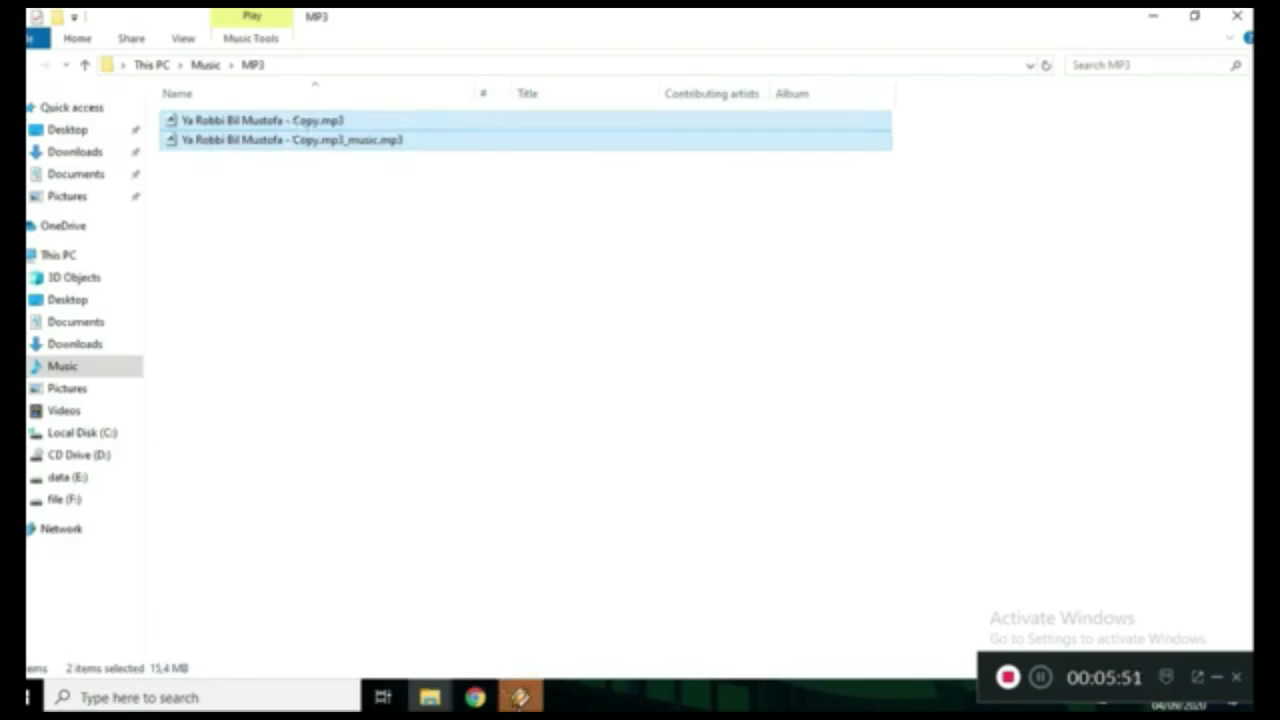 Play
MP3
Home
Share
View
Music Tools
This PC
Music
MP3
Search MP3
Name
#
Title
Contributing artists
Album
Ya Robbi Bil Mustofa - Copy.mp3
Ya Robbi Bil Mustofa - Copy.mp3_music.mp3
Quick access
Desktop
Downloads
Documents
Pictures
OneDrive
This PC
3D Objects
Desktop
Documents
Downloads
Music
Pictures
Videos
Local Disk (C:)
CD Drive (D:)
data (E:)
file (F:)
Network
Activate Windows
Go to Settings to activate Windows.
2 items selected 15,4 MB
00:05:51
Type here to search
04/09/2020